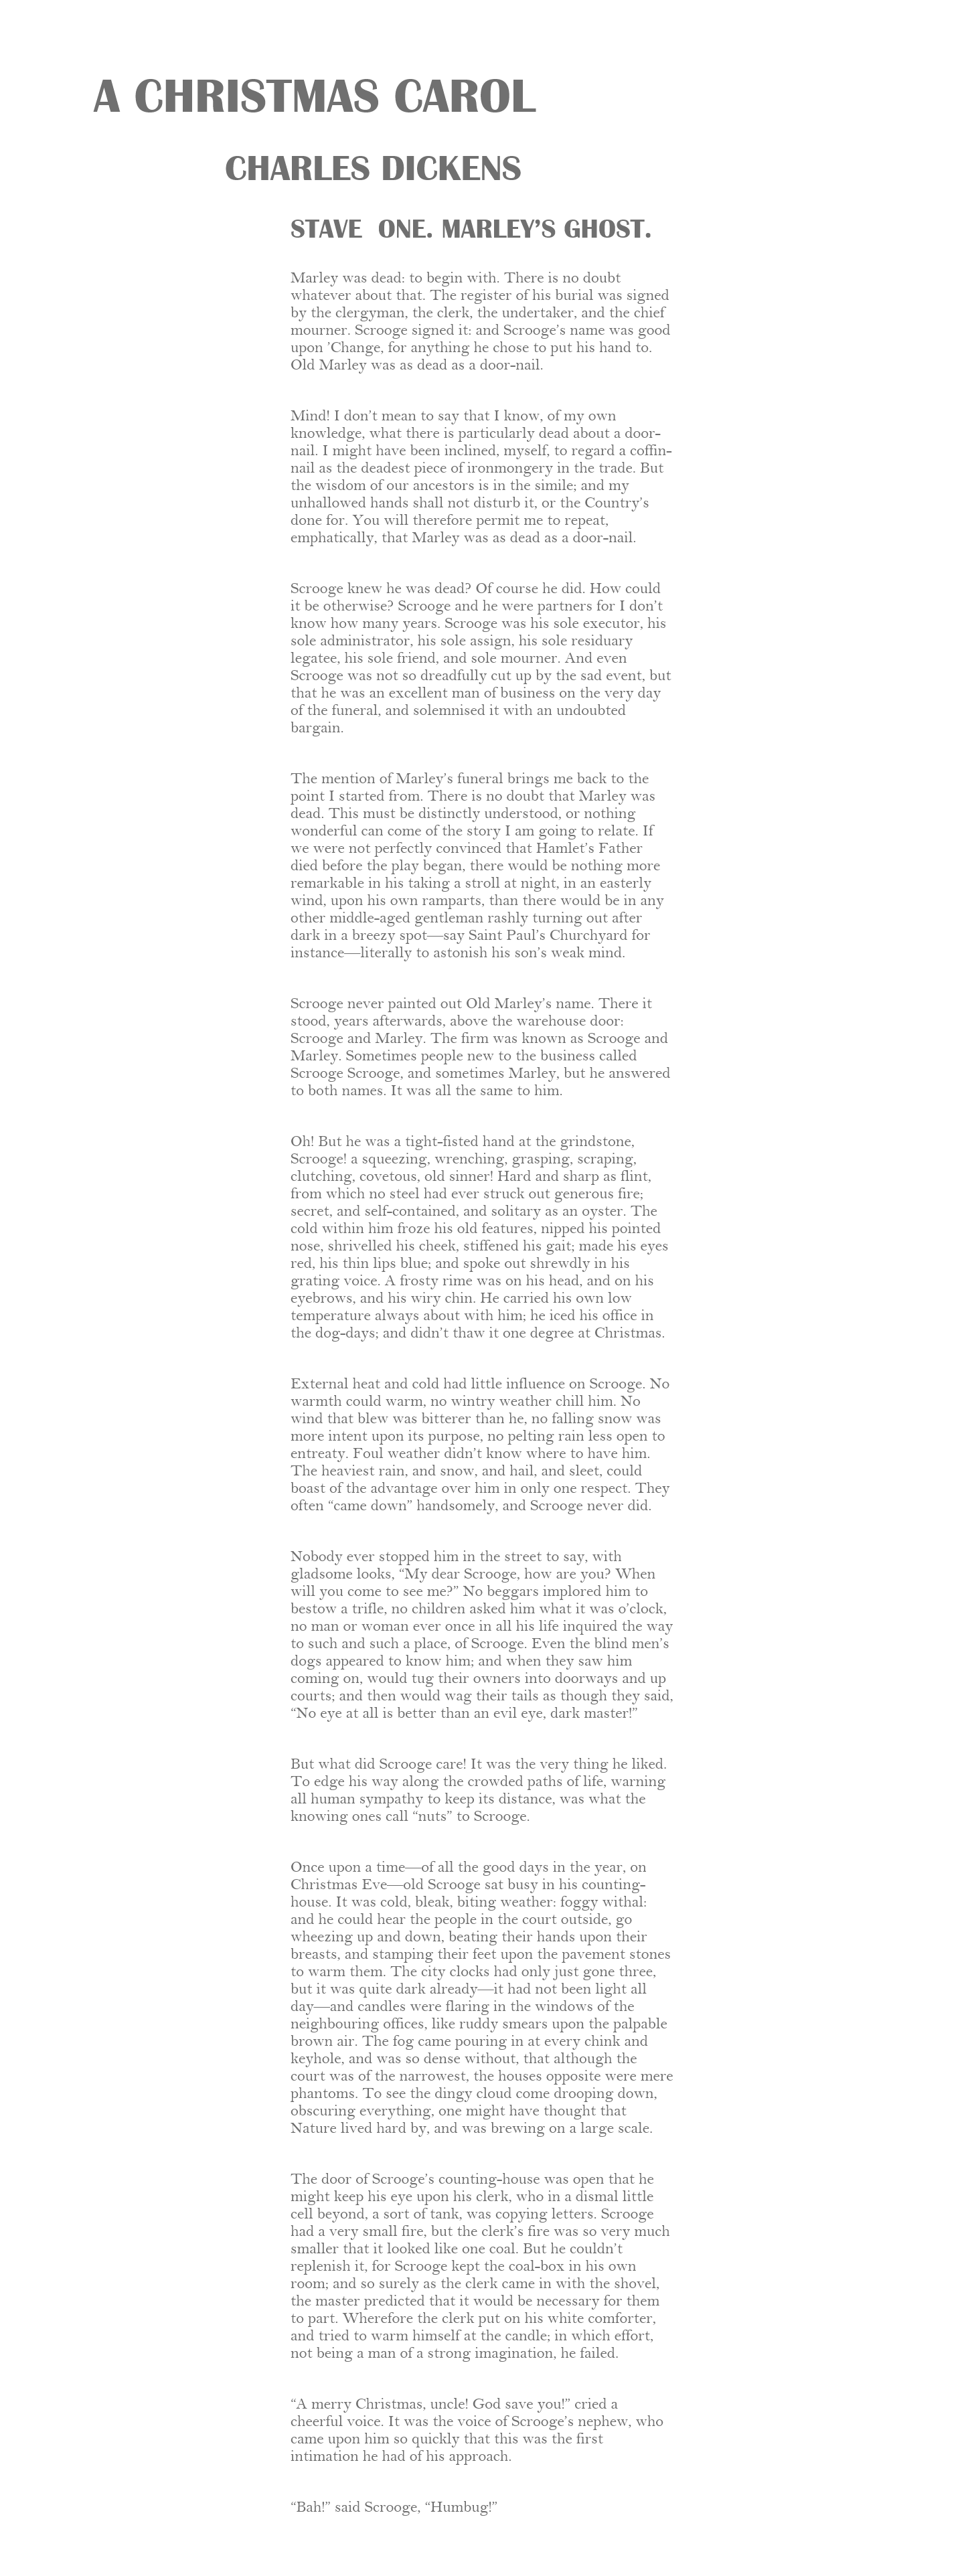 A CHRISTMAS CAROL
CHARLES DICKENS
STAVE  ONE. MARLEY’S GHOST.
Marley was dead: to begin with. There is no doubt
whatever about that. The register of his burial was signed
by the clergyman, the clerk, the undertaker, and the chief
mourner. Scrooge signed it: and Scrooge’s name was good
upon ’Change, for anything he chose to put his hand to.
Old Marley was as dead as a door-nail.
Mind! I don’t mean to say that I know, of my own
knowledge, what there is particularly dead about a door-
nail. I might have been inclined, myself, to regard a coffin-
nail as the deadest piece of ironmongery in the trade. But
the wisdom of our ancestors is in the simile; and my
unhallowed hands shall not disturb it, or the Country’s
done for. You will therefore permit me to repeat,
emphatically, that Marley was as dead as a door-nail.
Scrooge knew he was dead? Of course he did. How could
it be otherwise? Scrooge and he were partners for I don’t
know how many years. Scrooge was his sole executor, his
sole administrator, his sole assign, his sole residuary
legatee, his sole friend, and sole mourner. And even
Scrooge was not so dreadfully cut up by the sad event, but
that he was an excellent man of business on the very day
of the funeral, and solemnised it with an undoubted
bargain.
The mention of Marley’s funeral brings me back to the
point I started from. There is no doubt that Marley was
dead. This must be distinctly understood, or nothing
wonderful can come of the story I am going to relate. If
we were not perfectly convinced that Hamlet’s Father
died before the play began, there would be nothing more
remarkable in his taking a stroll at night, in an easterly
wind, upon his own ramparts, than there would be in any
other middle-aged gentleman rashly turning out after
dark in a breezy spot—say Saint Paul’s Churchyard for
instance—literally to astonish his son’s weak mind.
Scrooge never painted out Old Marley’s name. There it
stood, years afterwards, above the warehouse door:
Scrooge and Marley. The firm was known as Scrooge and
Marley. Sometimes people new to the business called
Scrooge Scrooge, and sometimes Marley, but he answered
to both names. It was all the same to him.
Oh! But he was a tight-fisted hand at the grindstone,
Scrooge! a squeezing, wrenching, grasping, scraping,
clutching, covetous, old sinner! Hard and sharp as flint,
from which no steel had ever struck out generous fire;
secret, and self-contained, and solitary as an oyster. The
cold within him froze his old features, nipped his pointed
nose, shrivelled his cheek, stiffened his gait; made his eyes
red, his thin lips blue; and spoke out shrewdly in his
grating voice. A frosty rime was on his head, and on his
eyebrows, and his wiry chin. He carried his own low
temperature always about with him; he iced his office in
the dog-days; and didn’t thaw it one degree at Christmas.
External heat and cold had little influence on Scrooge. No
warmth could warm, no wintry weather chill him. No
wind that blew was bitterer than he, no falling snow was
more intent upon its purpose, no pelting rain less open to
entreaty. Foul weather didn’t know where to have him.
The heaviest rain, and snow, and hail, and sleet, could
boast of the advantage over him in only one respect. They
often “came down” handsomely, and Scrooge never did.
Nobody ever stopped him in the street to say, with
gladsome looks, “My dear Scrooge, how are you? When
will you come to see me?” No beggars implored him to
bestow a trifle, no children asked him what it was o’clock,
no man or woman ever once in all his life inquired the way
to such and such a place, of Scrooge. Even the blind men’s
dogs appeared to know him; and when they saw him
coming on, would tug their owners into doorways and up
courts; and then would wag their tails as though they said,
“No eye at all is better than an evil eye, dark master!”
But what did Scrooge care! It was the very thing he liked.
To edge his way along the crowded paths of life, warning
all human sympathy to keep its distance, was what the
knowing ones call “nuts” to Scrooge.
Once upon a time—of all the good days in the year, on
Christmas Eve—old Scrooge sat busy in his counting-
house. It was cold, bleak, biting weather: foggy withal:
and he could hear the people in the court outside, go
wheezing up and down, beating their hands upon their
breasts, and stamping their feet upon the pavement stones
to warm them. The city clocks had only just gone three,
but it was quite dark already—it had not been light all
day—and candles were flaring in the windows of the
neighbouring offices, like ruddy smears upon the palpable
brown air. The fog came pouring in at every chink and
keyhole, and was so dense without, that although the
court was of the narrowest, the houses opposite were mere
phantoms. To see the dingy cloud come drooping down,
obscuring everything, one might have thought that
Nature lived hard by, and was brewing on a large scale.
The door of Scrooge’s counting-house was open that he
might keep his eye upon his clerk, who in a dismal little
cell beyond, a sort of tank, was copying letters. Scrooge
had a very small fire, but the clerk’s fire was so very much
smaller that it looked like one coal. But he couldn’t
replenish it, for Scrooge kept the coal-box in his own
room; and so surely as the clerk came in with the shovel,
the master predicted that it would be necessary for them
to part. Wherefore the clerk put on his white comforter,
and tried to warm himself at the candle; in which effort,
not being a man of a strong imagination, he failed.
“A merry Christmas, uncle! God save you!” cried a
cheerful voice. It was the voice of Scrooge’s nephew, who
came upon him so quickly that this was the first
intimation he had of his approach.
“Bah!” said Scrooge, “Humbug!”